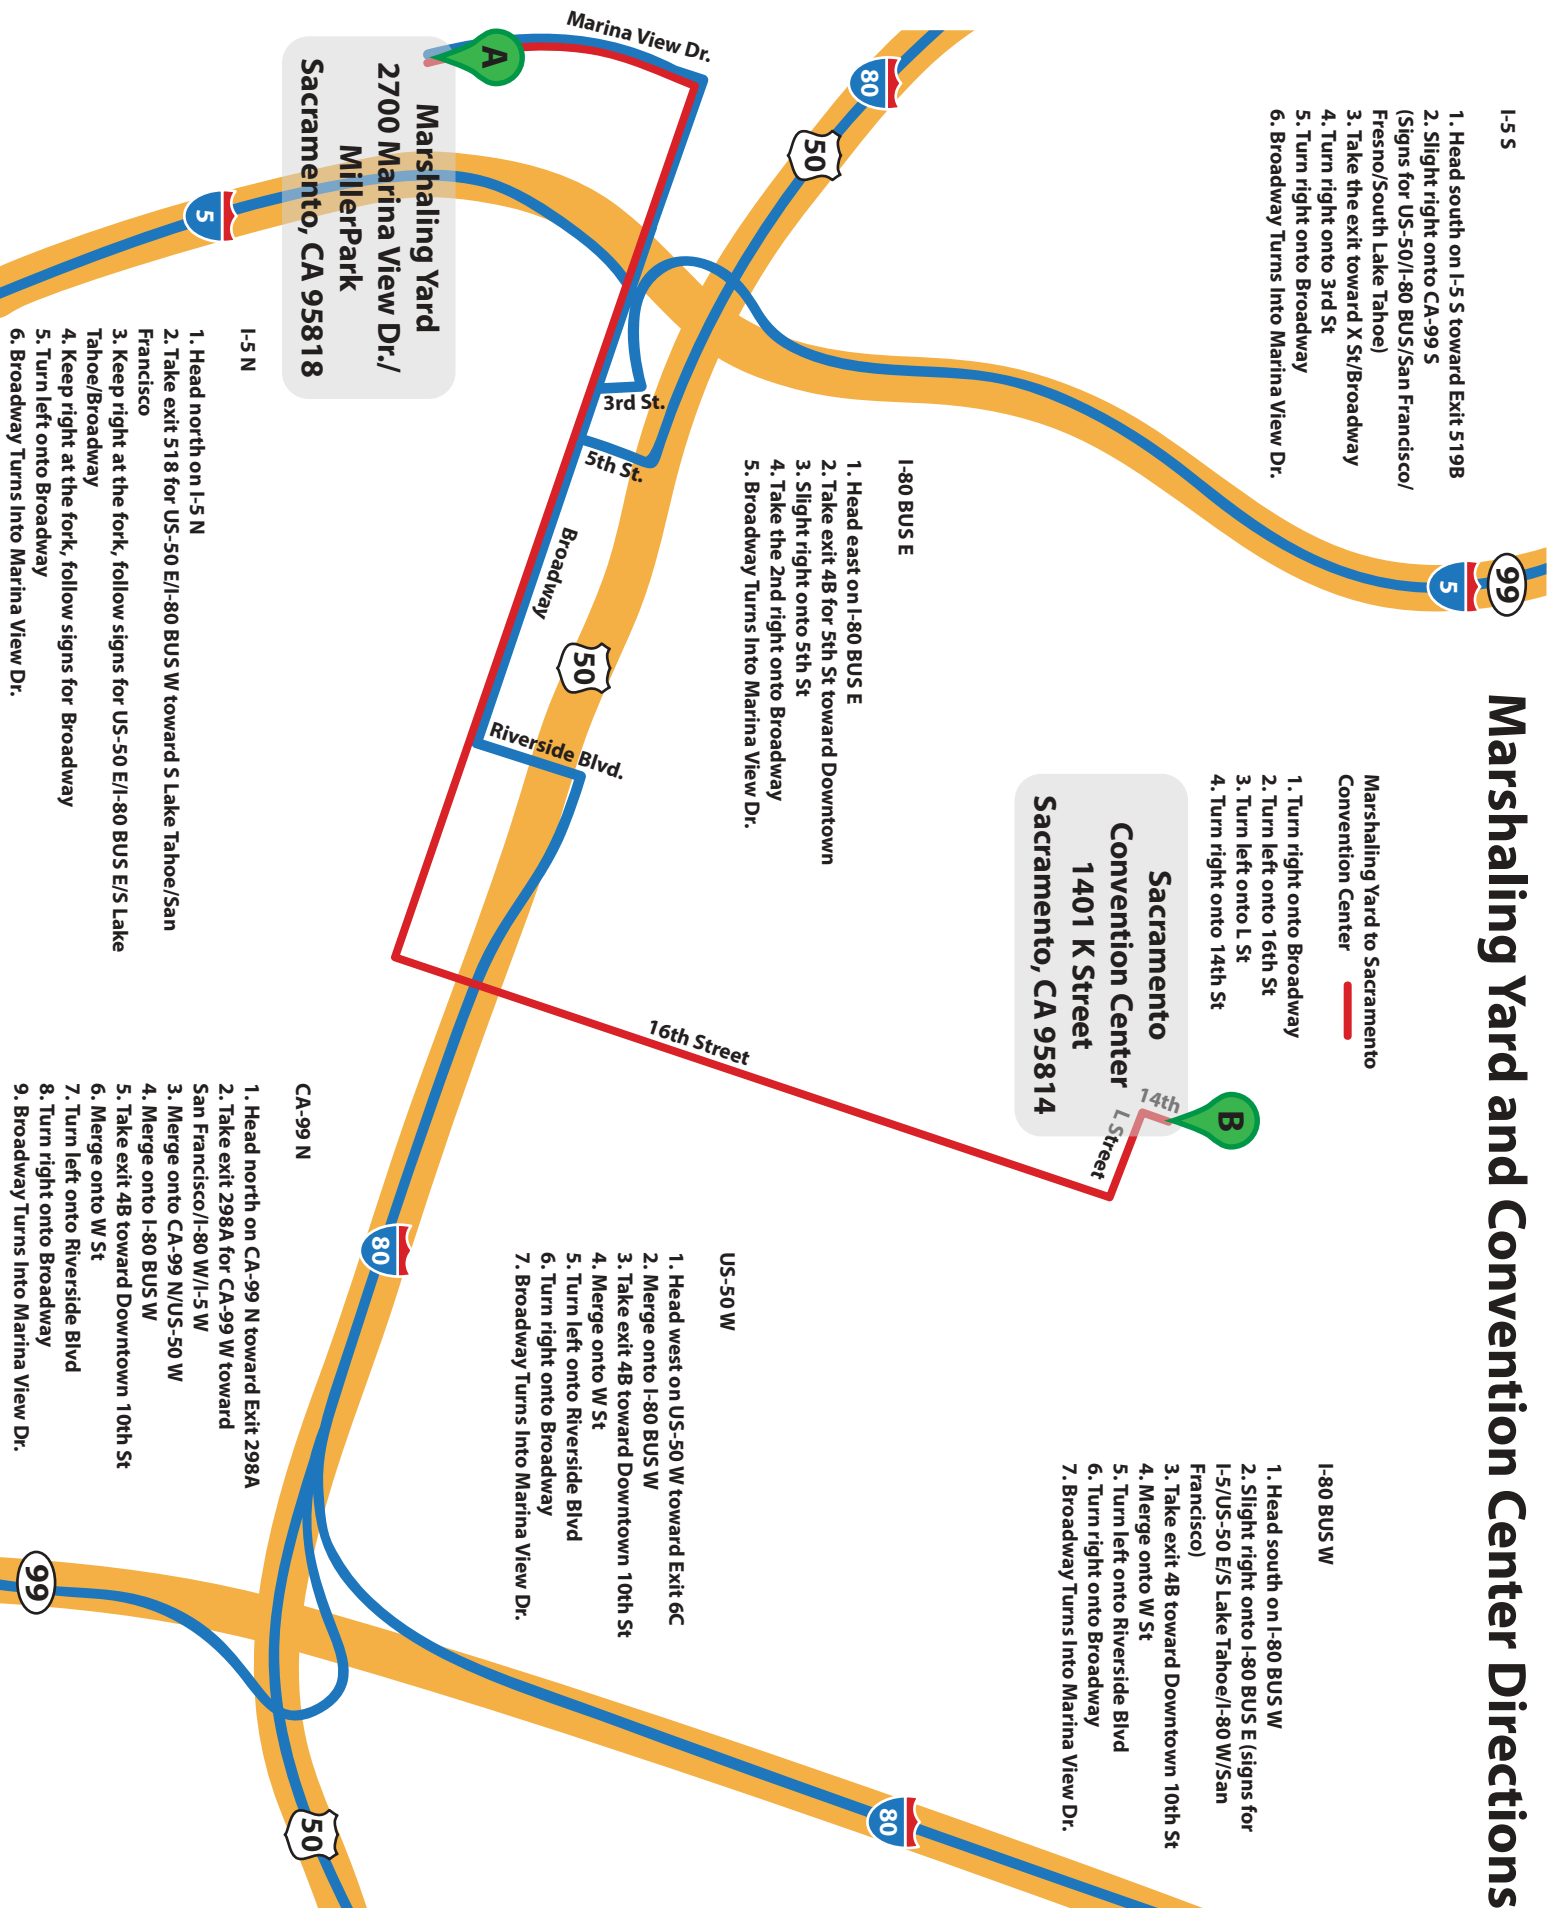 Marshaling Yard and Convention Center Directions
I-5 S
1. Head south on I-5 S toward Exit 519B
2. Slight right onto CA-99 S
(Signs for US-50/I-80 BUS/San Francisco/
Fresno/South Lake Tahoe)
3. Take the exit toward X St/Broadway
4. Turn right onto 3rd St
5. Turn right onto Broadway
6. Broadway Turns Into Marina View Dr.
Marshaling Yard to Sacramento
Convention Center
1. Turn right onto Broadway
2. Turn left onto 16th St
3. Turn left onto L St
4. Turn right onto 14th St
I-80 BUS W
1. Head south on I-80 BUS W
2. Slight right onto I-80 BUS E (signs for
I-5/US-50 E/S Lake Tahoe/I-80 W/San
Francisco)
3. Take exit 4B toward Downtown 10th St
4. Merge onto W St
5. Turn left onto Riverside Blvd
6. Turn right onto Broadway
7. Broadway Turns Into Marina View Dr.
99
5
B
14th
L Street
Sacramento
Convention Center
1401 K Street
Sacramento, CA 95814
I-80 BUS E
1. Head east on I-80 BUS E
2. Take exit 4B for 5th St toward Downtown
3. Slight right onto 5th St
4. Take the 2nd right onto Broadway
5. Broadway Turns Into Marina View Dr.
80
50
80
US-50 W
1. Head west on US-50 W toward Exit 6C
2. Merge onto I-80 BUS W
3. Take exit 4B toward Downtown 10th St
4. Merge onto W St
5. Turn left onto Riverside Blvd
6. Turn right onto Broadway
7. Broadway Turns Into Marina View Dr.
Marina View Dr.
3rd St.
5th St.
Broadway
50
Riverside Blvd.
16th Street
A
Marshaling Yard
2700 Marina View Dr./
MillerPark
Sacramento, CA 95818
80
50
5
I-5 N
1. Head north on I-5 N
2. Take exit 518 for US-50 E/I-80 BUS W toward S Lake Tahoe/San
Francisco
3. Keep right at the fork, follow signs for US-50 E/I-80 BUS E/S Lake
Tahoe/Broadway
4. Keep right at the fork, follow signs for Broadway
5. Turn left onto Broadway
6. Broadway Turns Into Marina View Dr.
CA-99 N
1. Head north on CA-99 N toward Exit 298A
2. Take exit 298A for CA-99 W toward
San Francisco/I-80 W/I-5 W
3. Merge onto CA-99 N/US-50 W
4. Merge onto I-80 BUS W
5. Take exit 4B toward Downtown 10th St
6. Merge onto W St
7. Turn left onto Riverside Blvd
8. Turn right onto Broadway
9. Broadway Turns Into Marina View Dr.
99